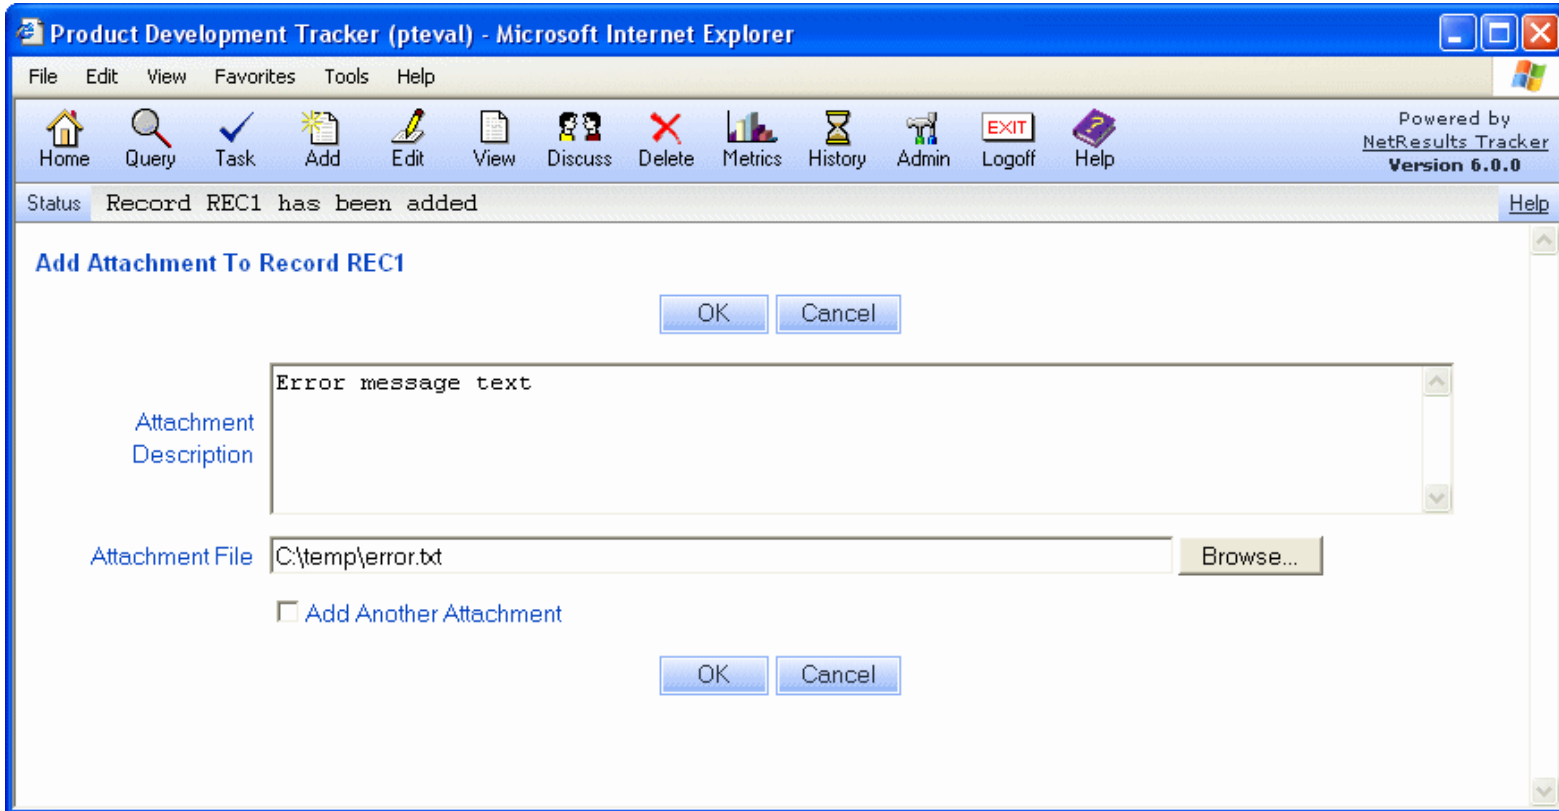 Product Development Tracker (pteval) - Microsoft Internet Explorer
File Edit View Favorites Tools Help
Home Query Task Add Edit View Discuss Delete Metrics History Admin EXIT Logoff Help
Powered by
NetResults Tracker
Version 6.0.0
Status Record REC1 has been added Help
Add Attachment To Record REC1
OK Cancel
Error message text
Attachment
Description
Attachment File C:\temp\error.txt Browse...
Add Another Attachment
OK Cancel